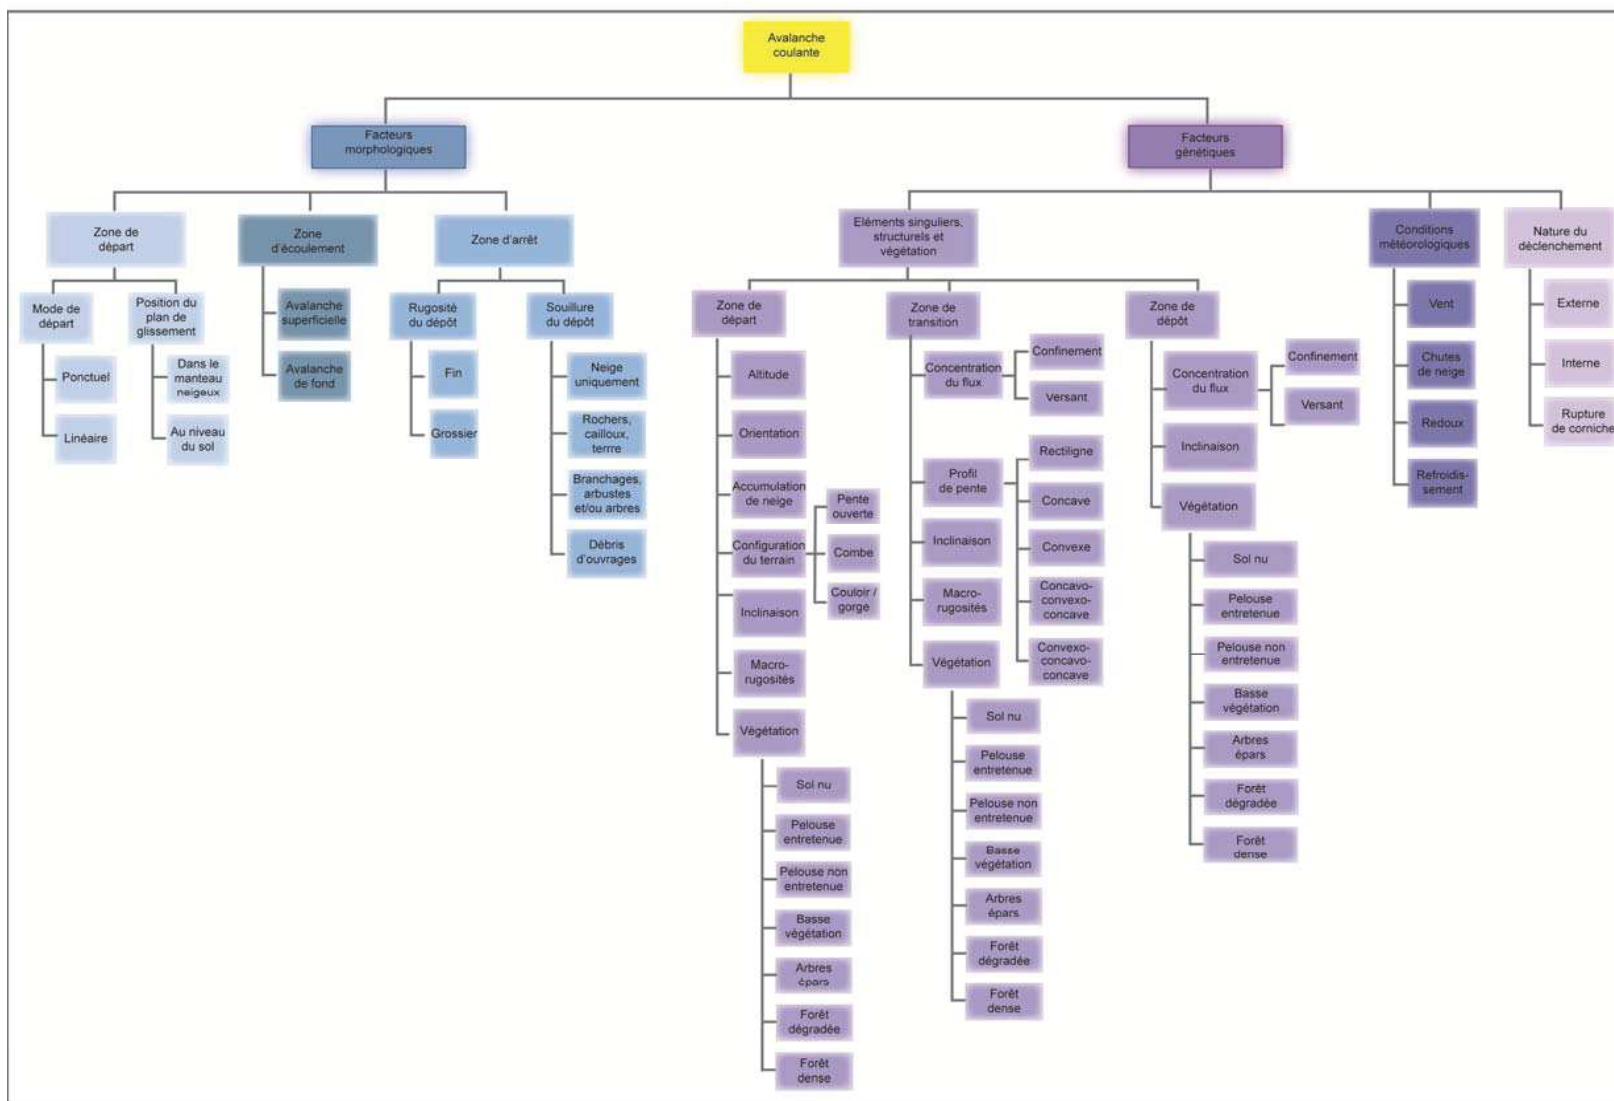 Avalanche
coulante
Facteurs
morphologiques
Facteurs
génétiques
Zone de
départ
Zone
d'écoulement
Zone d'arrêt
Eléments singuliers,
structurels et
végétation
Conditions
météorologiques
Nature du
déclenchement
Mode de
départ
Position du
plan de
glissement
Avalanche
superficielle
Avalanche
de fond
Rugosité
du dépôt
Souillure
du dépôt
Ponctuel
Linéaire
Dans le
manteau
neigeux
Au niveau
du sol
Fin
Grossier
Neige
uniquement
Rochers,
cailloux,
terrre
Branchages,
arbustes
et/ou arbres
Débris
d'ouvrages
Zone de
départ
Altitude
Orientation
Accumulation
de neige
Configuration
du terrain
Pente
ouverte
Combe
Couloir /
gorge
Inclinaison
Macro-
rugosités
Végétation
Sol nu
Pelouse
entretenue
Pelouse non
entretenue
Basse
végétation
Arbres
épars
Forêt
dégradée
Forêt
dense
Zone de
transition
Concentration
du flux
Confinement
Versant
Profil
de pente
Rectiligne
Concave
Convexe
Concavo-
convexo-
concave
Convexo-
concavo-
concave
Inclinaison
Macro-
rugosités
Végétation
Sol nu
Pelouse
entretenue
Pelouse non
entretenue
Basse
végétation
Arbres
épars
Forêt
dégradée
Forêt
dense
Zone de
dépôt
Concentration
du flux
Confinement
Versant
Inclinaison
Végétation
Sol nu
Pelouse
entretenue
Pelouse non
entretenue
Basse
végétation
Arbres
épars
Forêt
dégradée
Forêt
dense
Vent
Chutes
de neige
Redoux
Refroidis-
sement
Externe
Interne
Rupture
de corniche